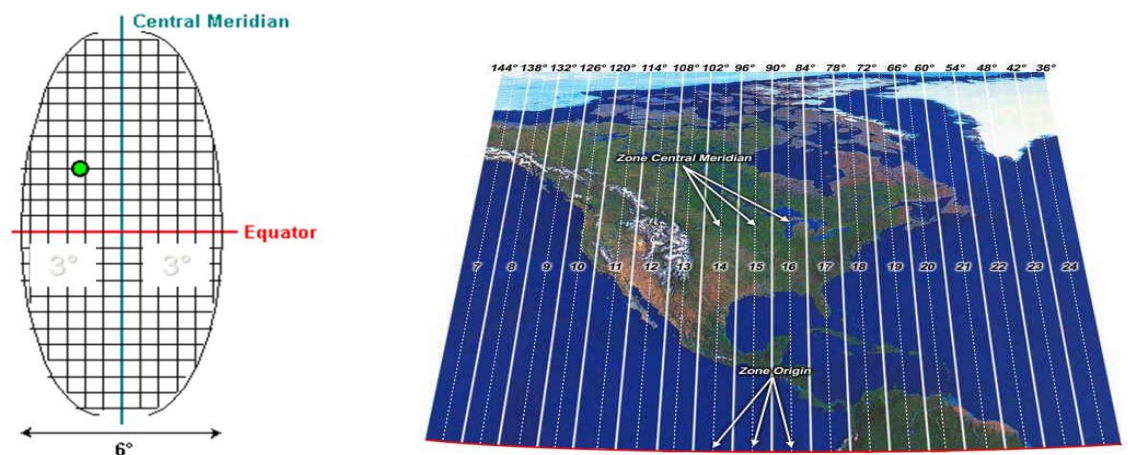 Central Meridian
Equator
3° 3°
6°
144° 138° 132° 126° 120° 114° 108° 102° 96° 90° 84° 78° 72° 66° 60° 54° 48° 42° 36°
Zone Central Meridian
7 8 9 10 11 12 13 14 15 16 17 18 19 20 21 22 23 24
Zone Origin